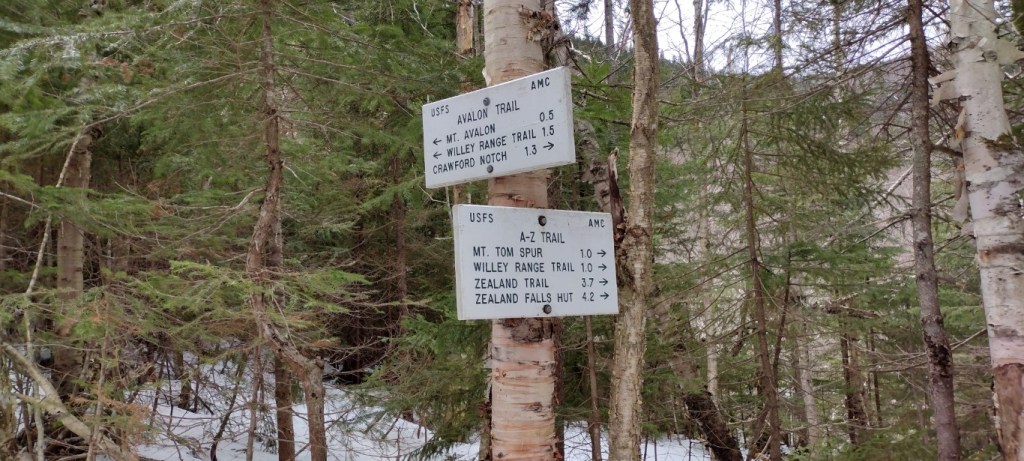 USFS AMC
AVALON TRAIL
← MT. AVALON 0.5
← WILLEY RANGE TRAIL 1.5
CRAWFORD NOTCH 1.3 →
USFS AMC
A-Z TRAIL
MT. TOM SPUR 1.0 →
WILLEY RANGE TRAIL 1.0 →
ZEALAND TRAIL 3.7 →
ZEALAND FALLS HUT 4.2 →